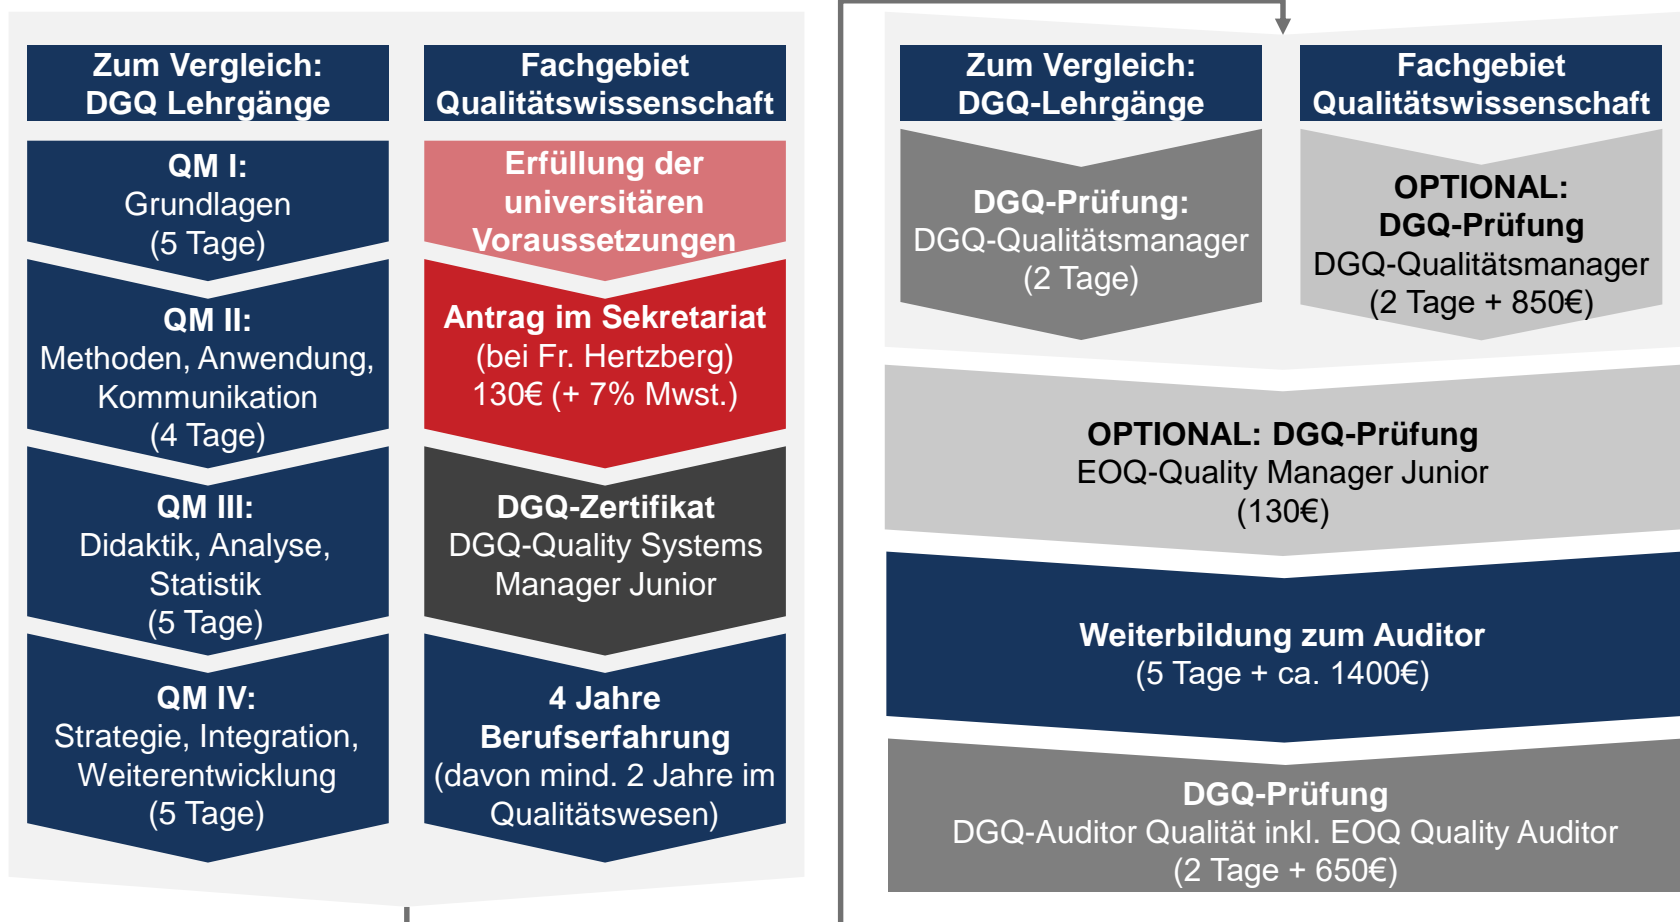 Zum Vergleich:
DGQ Lehrgänge
QM I:
Grundlagen
(5 Tage)
QM II:
Methoden, Anwendung,
Kommunikation
(4 Tage)
QM III:
Didaktik, Analyse,
Statistik
(5 Tage)
QM IV:
Strategie, Integration,
Weiterentwicklung
(5 Tage)
Fachgebiet
Qualitätswissenschaft
Erfüllung der
universitären
Voraussetzungen
Antrag im Sekretariat
(bei Fr. Hertzberg)
130€ (+ 7% Mwst.)
DGQ-Zertifikat
DGQ-Quality Systems
Manager Junior
4 Jahre
Berufserfahrung
(davon mind. 2 Jahre im
Qualitätswesen)
Zum Vergleich:
DGQ-Lehrgänge
DGQ-Prüfung:
DGQ-Qualitätsmanager
(2 Tage)
Fachgebiet
Qualitätswissenschaft
OPTIONAL:
DGQ-Prüfung
DGQ-Qualitätsmanager
(2 Tage + 850€)
OPTIONAL: DGQ-Prüfung
EOQ-Quality Manager Junior
(130€)
Weiterbildung zum Auditor
(5 Tage + ca. 1400€)
DGQ-Prüfung
DGQ-Auditor Qualität inkl. EOQ Quality Auditor
(2 Tage + 650€)